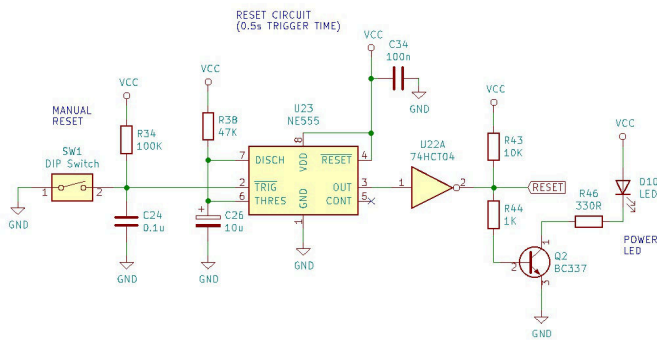 RESET CIRCUIT
(0.5s TRIGGER TIME)
VCC
C34
100n
GND
VCC
VCC
VCC
VCC
MANUAL
RESET
SW1
DIP Switch
1
2
GND
R34
100K
C24
0.1u
GND
R38
47K
C26
10u
GND
U23
NE555
7
DISCH
2
TRIG
6
THRES
8
VDD
RESET
4
OUT
3
CONT
5
GND
1
GND
U22A
74HCT04
1
2
R43
10K
RESET
R44
1K
R46
330R
D10
LED
POWER
LED
Q2
BC337
1
2
3
GND